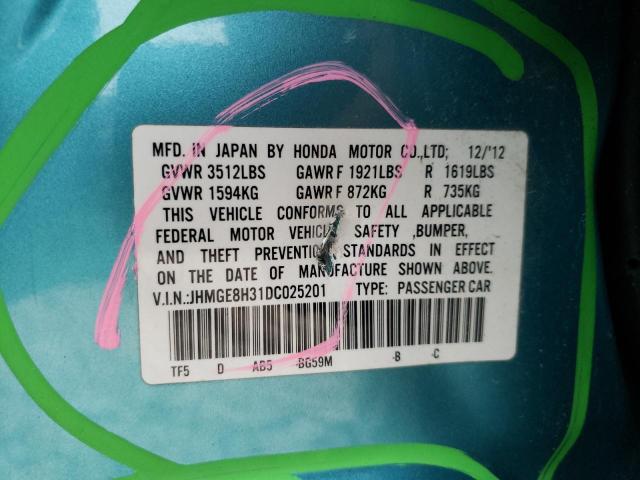 MFD. IN JAPAN BY HONDA MOTOR CO.,LTD; 12/'12
GVWR 3512LBS GAWR F 1921LBS R 1619LBS
GVWR 1594KG GAWR F 872KG R 735KG
THIS VEHICLE CONFORMS TO ALL APPLICABLE
FEDERAL MOTOR VEHICLE SAFETY ,BUMPER,
AND THEFT PREVENTION STANDARDS IN EFFECT
ON THE DATE OF MANUFACTURE SHOWN ABOVE.
V.I.N.:JHMGE8H31DC025201 TYPE: PASSENGER CAR
TF5 D AB5 -BG59M -B -C